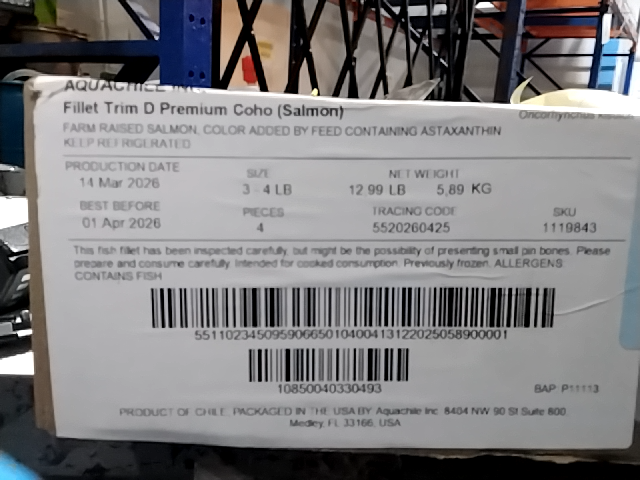 AQUACHILE INC
Fillet Trim D Premium Coho (Salmon)
Oncorhynchus
FARM RAISED SALMON, COLOR ADDED BY FEED CONTAINING ASTAXANTHIN
KEEP REFRIGERATED
PRODUCTION DATE SIZE NET WEIGHT
14 Mar 2026 3 - 4 LB 12.99 LB 5.89 KG
BEST BEFORE PIECES TRACING CODE SKU
01 Apr 2026 4 5520260425 1119843
This fish fillet has been inspected carefully, but might be the possibility of presenting small pin bones. Please
prepare and consume carefully. Intended for cooked consumption. Previously frozen. ALLERGENS:
CONTAINS FISH
55110234509590665010400413122025058900001
10850040330493
BAP P11113
PRODUCT OF CHILE, PACKAGED IN THE USA BY Aquachile Inc. 8404 NW 90 St Suite 800,
Medley, FL 33166, USA